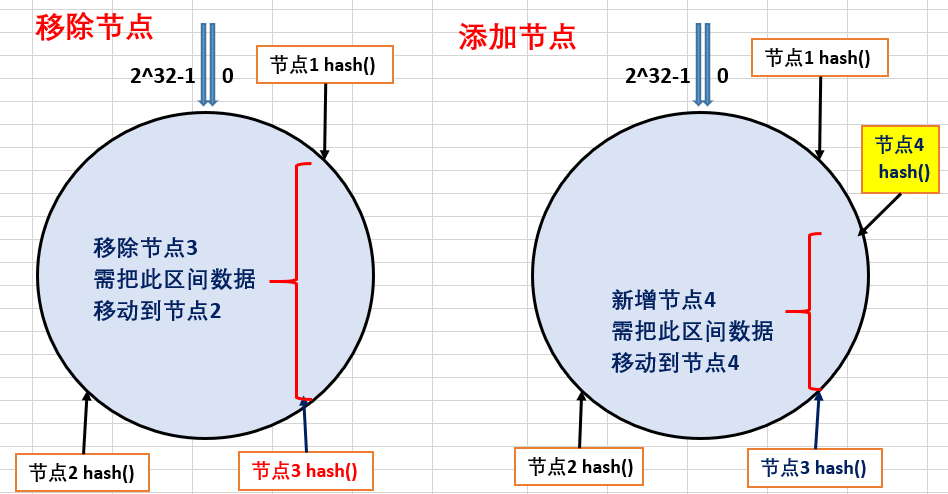 移除节点
2^32-1
0
节点1 hash()
移除节点3
需把此区间数据
移动到节点2
节点2 hash()
节点3 hash()
添加节点
2^32-1
0
节点1 hash()
节点4
hash()
新增节点4
需把此区间数据
移动到节点4
节点2 hash()
节点3 hash()